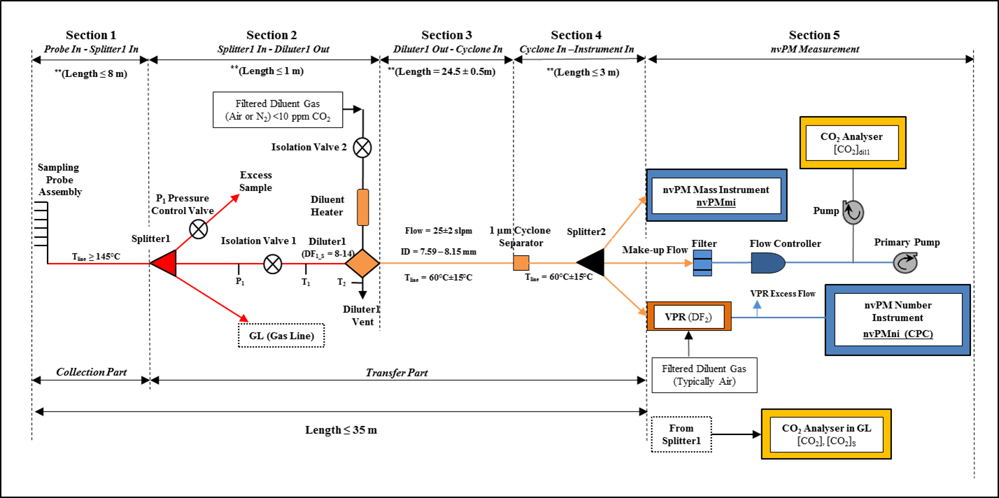 Section 1
Probe In - Splitter1 In
**(Length ≤ 8 m)
Section 2
Splitter1 In - Diluter1 Out
**(Length ≤ 1 m)
Section 3
Diluter1 Out - Cyclone In
**(Length = 24.5 ± 0.5m)
Section 4
Cyclone In –Instrument In
**(Length ≤ 3 m)
Section 5
nvPM Measurement
Filtered Diluent Gas
(Air or N2) <10 ppm CO2
Isolation Valve 2
CO2 Analyser
[CO2]dil1
Sampling
Probe
Assembly
Excess
Sample
P1 Pressure
Control Valve
Diluent
Heater
nvPM Mass Instrument
nvPMmi
Pump
Splitter1
Isolation Valve 1
Diluter1
(DF1_S = 8-14)
Flow = 25±2 slpm
ID = 7.59 – 8.15 mm
Tline = 60°C±15°C
1 µm Cyclone
Separator
Splitter2
Tline = 60°C±15°C
Make-up Flow
Filter
Flow Controller
Primary Pump
Tline ≥ 145°C
P1
T1
T2
Diluter1
Vent
GL (Gas Line)
VPR Excess Flow
VPR (DF2)
nvPM Number
Instrument
nvPMni (CPC)
Filtered Diluent Gas
(Typically Air)
Collection Part
Transfer Part
Length ≤ 35 m
From
Splitter1
CO2 Analyser in GL
[CO2], [CO2]S